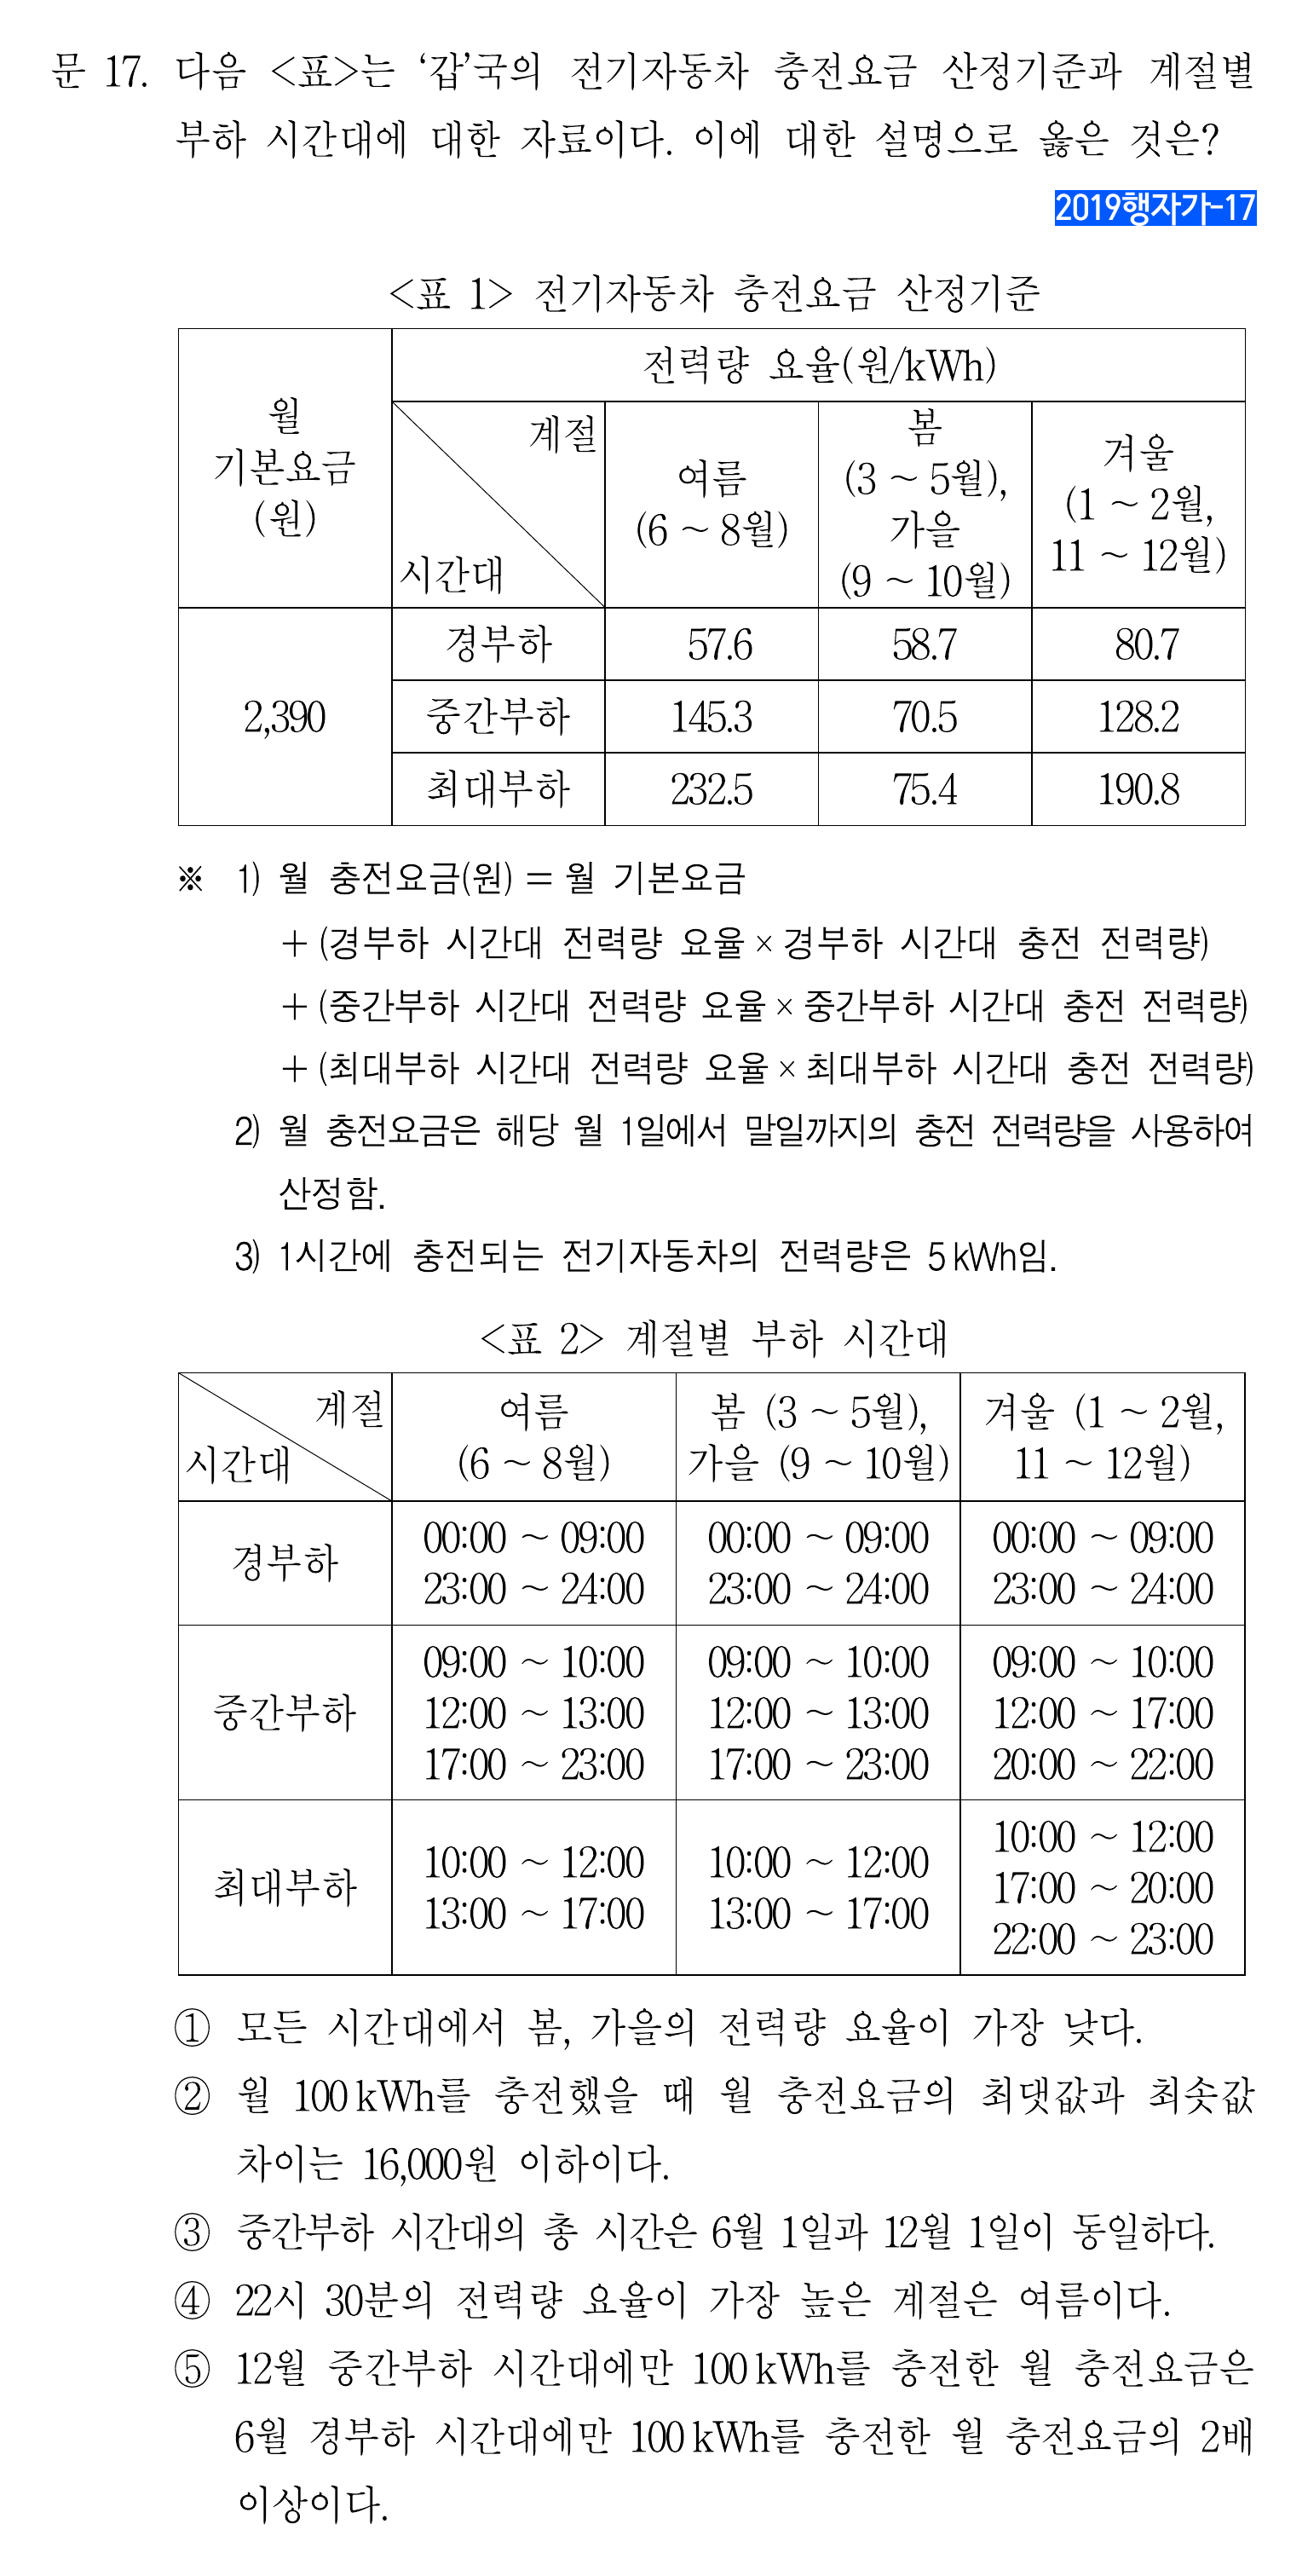 문 17. 다음 <표>는 ‘갑’국의 전기자동차 충전요금 산정기준과 계절별
부하 시간대에 대한 자료이다. 이에 대한 설명으로 옳은 것은?
2019행자가-17
<표 1> 전기자동차 충전요금 산정기준
월
기본요금
(원)
전력량 요율(원/kWh)
계절
시간대
여름
(6 ~ 8월)
봄
(3 ~ 5월),
가을
(9 ~ 10월)
겨울
(1 ~ 2월,
11 ~ 12월)
2,390
경부하 57.6 58.7 80.7
중간부하 145.3 70.5 128.2
최대부하 232.5 75.4 190.8
※ 1) 월 충전요금(원) = 월 기본요금
+ (경부하 시간대 전력량 요율 × 경부하 시간대 충전 전력량)
+ (중간부하 시간대 전력량 요율 × 중간부하 시간대 충전 전력량)
+ (최대부하 시간대 전력량 요율 × 최대부하 시간대 충전 전력량)
2) 월 충전요금은 해당 월 1일에서 말일까지의 충전 전력량을 사용하여
산정함.
3) 1시간에 충전되는 전기자동차의 전력량은 5 kWh임.
<표 2> 계절별 부하 시간대
계절
시간대
여름
(6 ~ 8월)
봄 (3 ~ 5월),
가을 (9 ~ 10월)
겨울 (1 ~ 2월,
11 ~ 12월)
경부하
00:00 ~ 09:00 00:00 ~ 09:00 00:00 ~ 09:00
23:00 ~ 24:00 23:00 ~ 24:00 23:00 ~ 24:00
중간부하
09:00 ~ 10:00 09:00 ~ 10:00 09:00 ~ 10:00
12:00 ~ 13:00 12:00 ~ 13:00 12:00 ~ 17:00
17:00 ~ 23:00 17:00 ~ 23:00 20:00 ~ 22:00
최대부하
10:00 ~ 12:00
13:00 ~ 17:00
10:00 ~ 12:00
13:00 ~ 17:00
10:00 ~ 12:00
17:00 ~ 20:00
22:00 ~ 23:00
① 모든 시간대에서 봄, 가을의 전력량 요율이 가장 낮다.
② 월 100 kWh를 충전했을 때 월 충전요금의 최댓값과 최솟값
차이는 16,000원 이하이다.
③ 중간부하 시간대의 총 시간은 6월 1일과 12월 1일이 동일하다.
④ 22시 30분의 전력량 요율이 가장 높은 계절은 여름이다.
⑤ 12월 중간부하 시간대에만 100 kWh를 충전한 월 충전요금은
6월 경부하 시간대에만 100 kWh를 충전한 월 충전요금의 2배
이상이다.